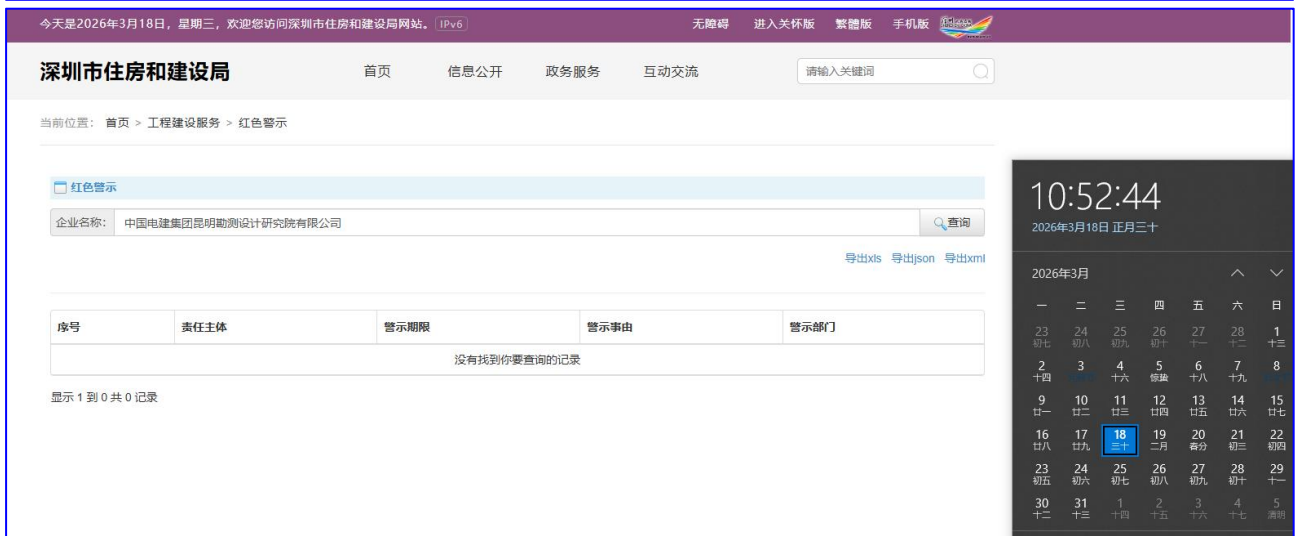 今天是2026年3月18日，星期三，欢迎您访问深圳市住房和建设局网站。 IPv6 无障碍 进入关怀版 繁體版 手机版
深圳市住房和建设局 首页 信息公开 政务服务 互动交流 请输入关键词
当前位置： 首页 > 工程建设服务 > 红色警示
红色警示
企业名称： 中国电建集团昆明勘测设计研究院有限公司 查询
导出xls 导出json 导出xml
序号 责任主体 警示期限 警示事由 警示部门
没有找到你要查询的记录
显示 1 到 0 共 0 记录
10:52:44
2026年3月18日 正月三十
2026年3月
一 二 三 四 五 六 日
23 24 25 26 27 28 1
初七 初八 初九 初十 十一 十二 十三
2 3 4 5 6 7 8
十四 十六 惊蛰 十八 十九
9 10 11 12 13 14 15
廿一 廿二 廿三 廿四 廿五 廿六 廿七
16 17 18 19 20 21 22
廿八 廿九 三十 二月 春分 初三 初四
23 24 25 26 27 28 29
初五 初六 初七 初八 初九 初十 十一
30 31 1 2 3 4 5
十二 十三 十四 十五 十六 十七 清明